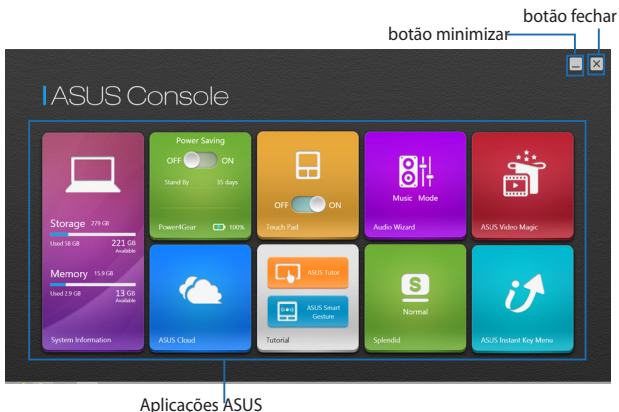 botão fechar
botão minimizar
ASUS Console
Storage 279 GB
Used 58 GB
221 GB
Available
Memory 15.9 GB
Used 2.9 GB
13 GB
Available
System Information
Power Saving
OFF ON
Stand By 35 days
Power4Gear 100%
OFF ON
Touch Pad
Music Mode
Audio Wizard
ASUS Video Magic
ASUS Cloud
ASUS Tutor
ASUS Smart
Gesture
Tutorial
S
Normal
Splendid
ASUS Instant Key Menu
Aplicações ASUS